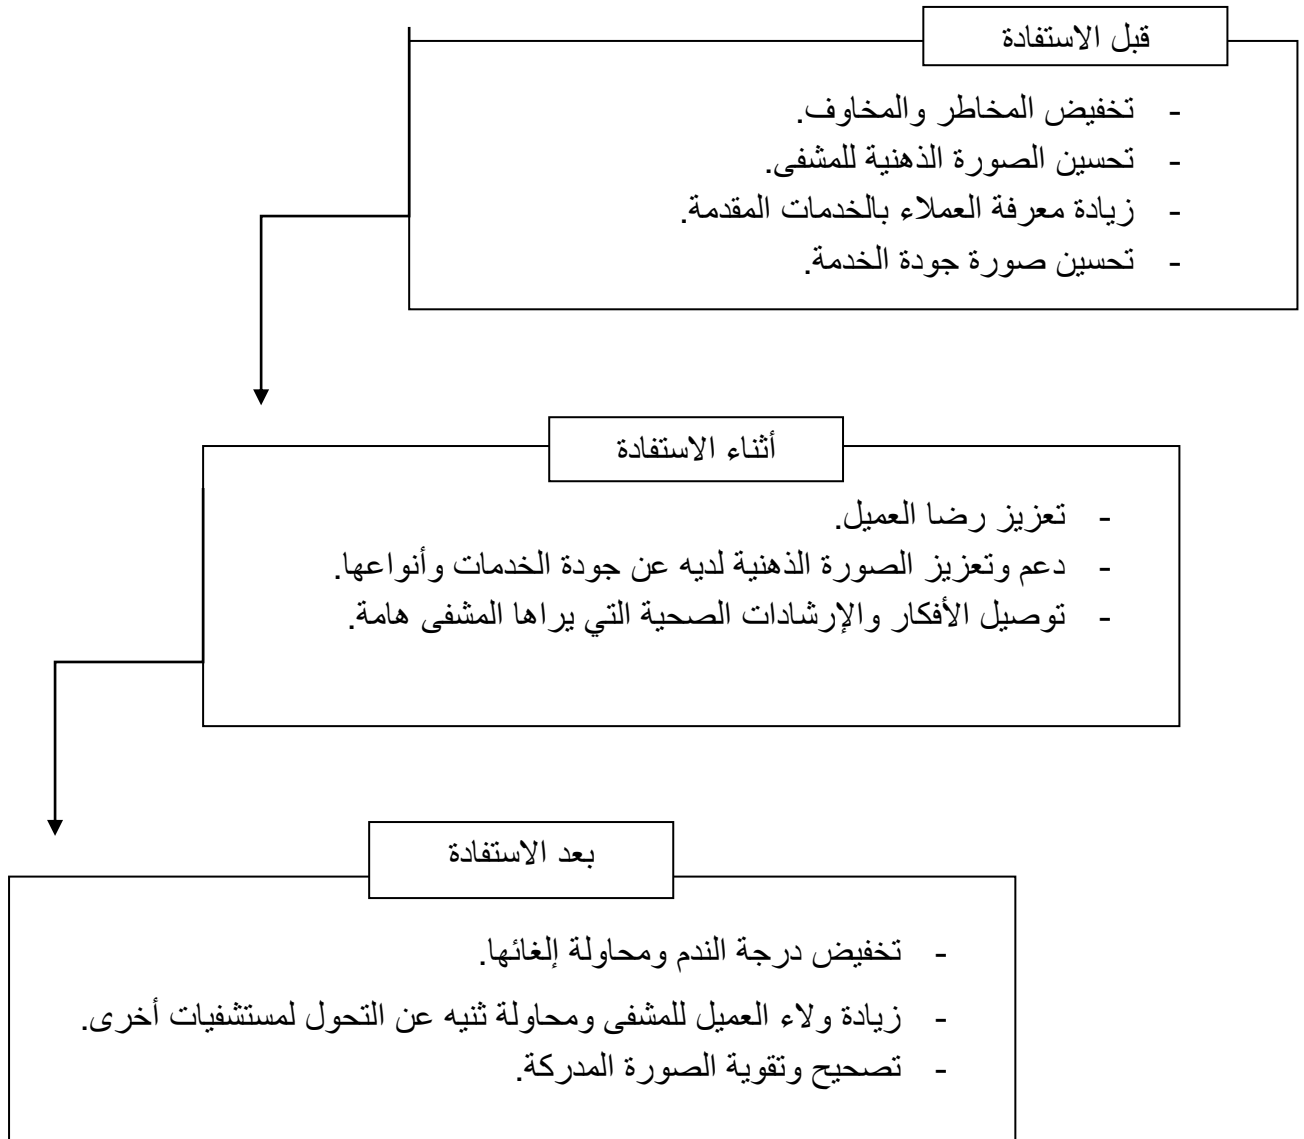 قبل الاستفادة
- تخفيض المخاطر والمخاوف.
- تحسين الصورة الذهنية للمشفى.
- زيادة معرفة العملاء بالخدمات المقدمة.
- تحسين صورة جودة الخدمة.
أثناء الاستفادة
- تعزيز رضا العميل.
- دعم وتعزيز الصورة الذهنية لديه عن جودة الخدمات وأنواعها.
- توصيل الأفكار والإرشادات الصحية التي يراها المشفى هامة.
بعد الاستفادة
- تخفيض درجة الندم ومحاولة إلغائها.
- زيادة ولاء العميل للمشفى ومحاولة ثنيه عن التحول لمستشفيات أخرى.
- تصحيح وتقوية الصورة المدركة.